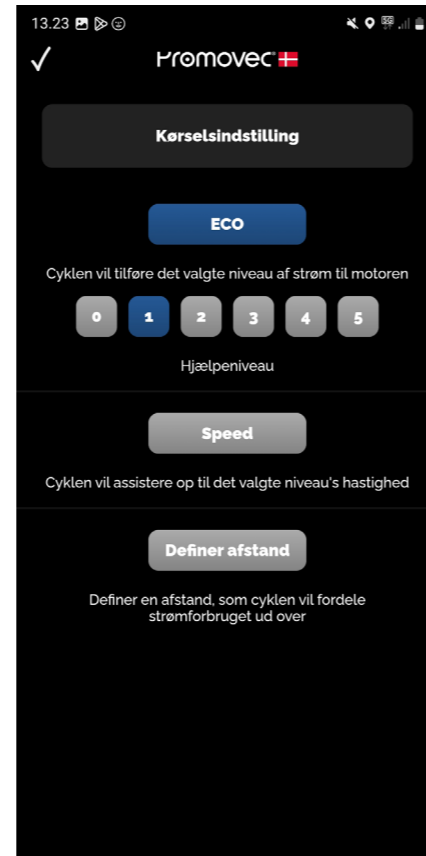 13.23
Promovec
Kørselsindstilling
ECO
Cyklen vil tilføre det valgte niveau af strøm til motoren
0 1 2 3 4 5
Hjælpeniveau
Speed
Cyklen vil assistere op til det valgte niveau's hastighed
Definer afstand
Definer en afstand, som cyklen vil fordele
strømforbruget ud over